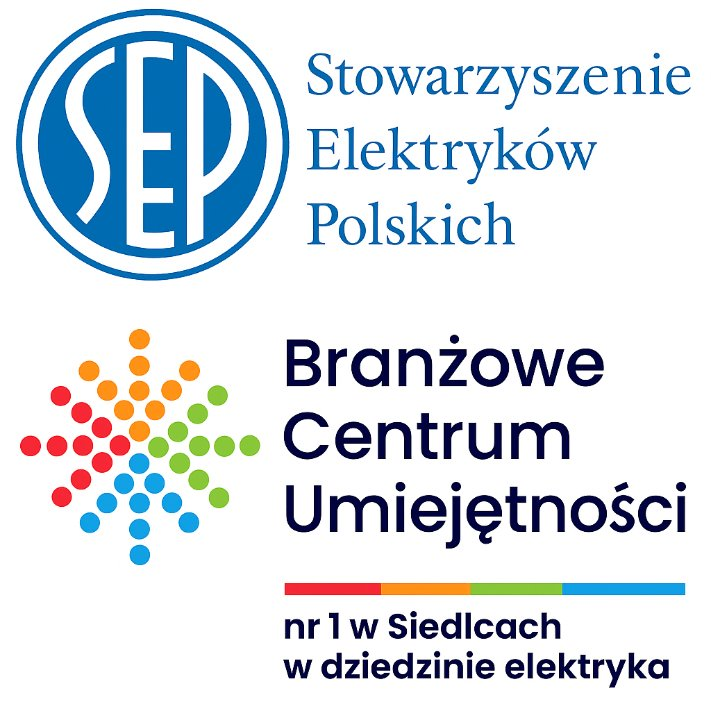 SEP
Stowarzyszenie
Elektryków
Polskich
Branżowe
Centrum
Umiejętności
nr 1 w Siedlcach
w dziedzinie elektryka